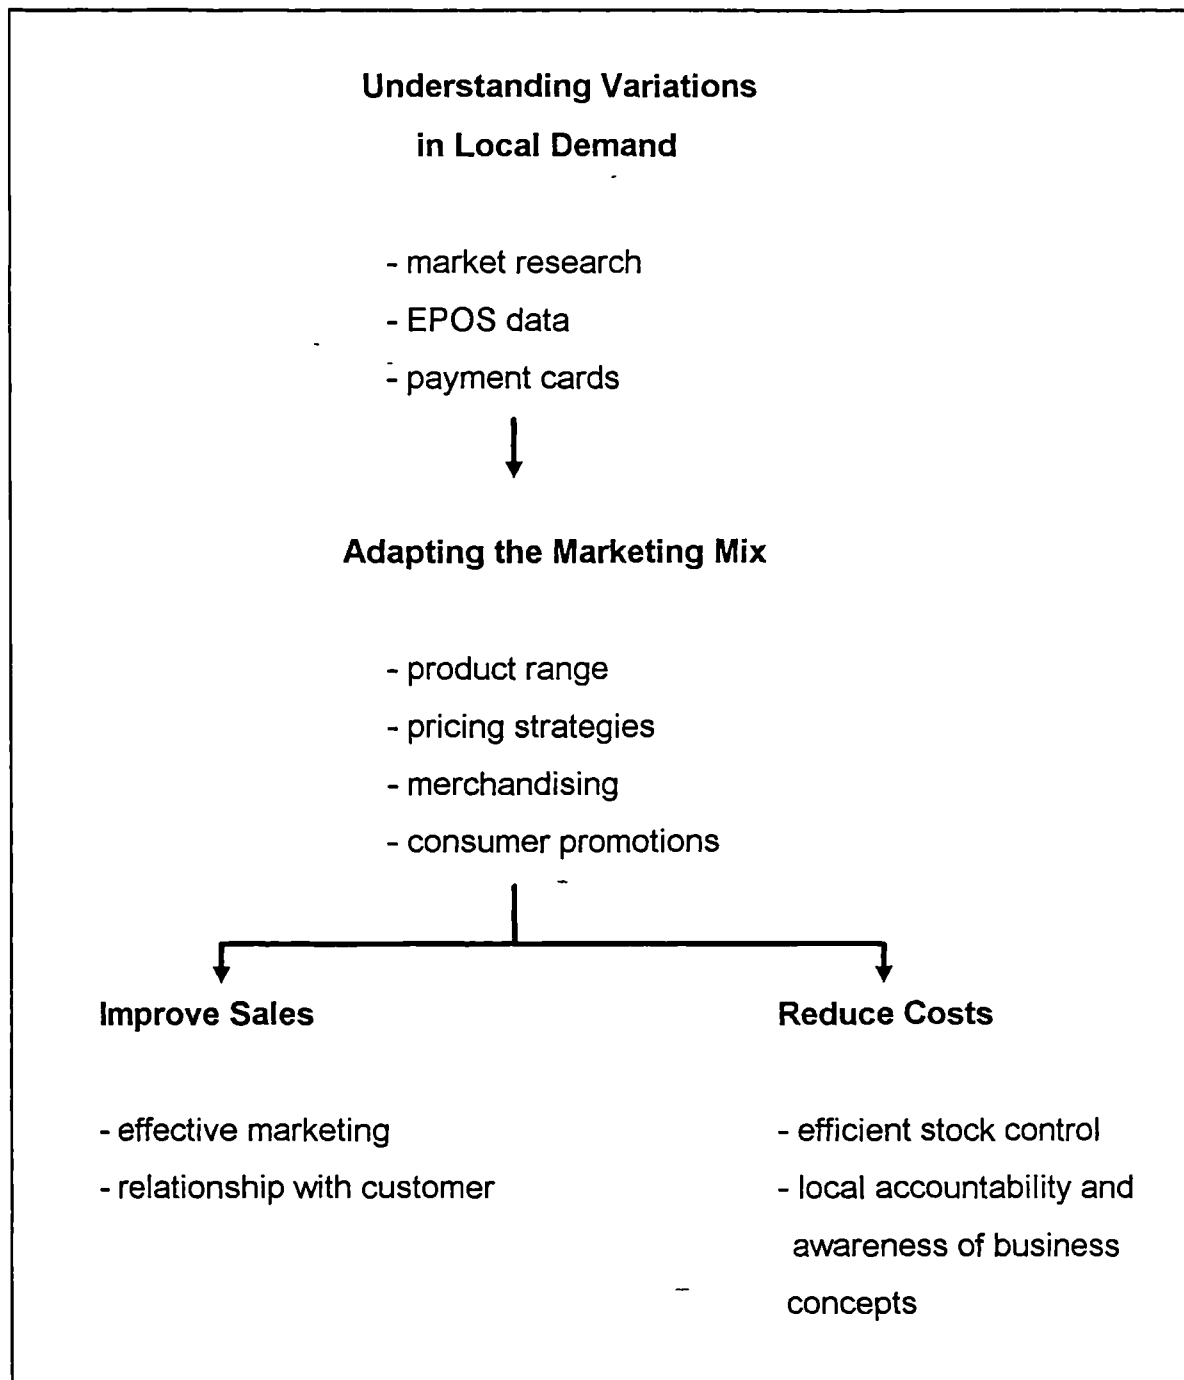 Understanding Variations
in Local Demand
- market research
- EPOS data
- payment cards
Adapting the Marketing Mix
- product range
- pricing strategies
- merchandising
- consumer promotions
Improve Sales
- effective marketing
- relationship with customer
Reduce Costs
- efficient stock control
- local accountability and
awareness of business
concepts